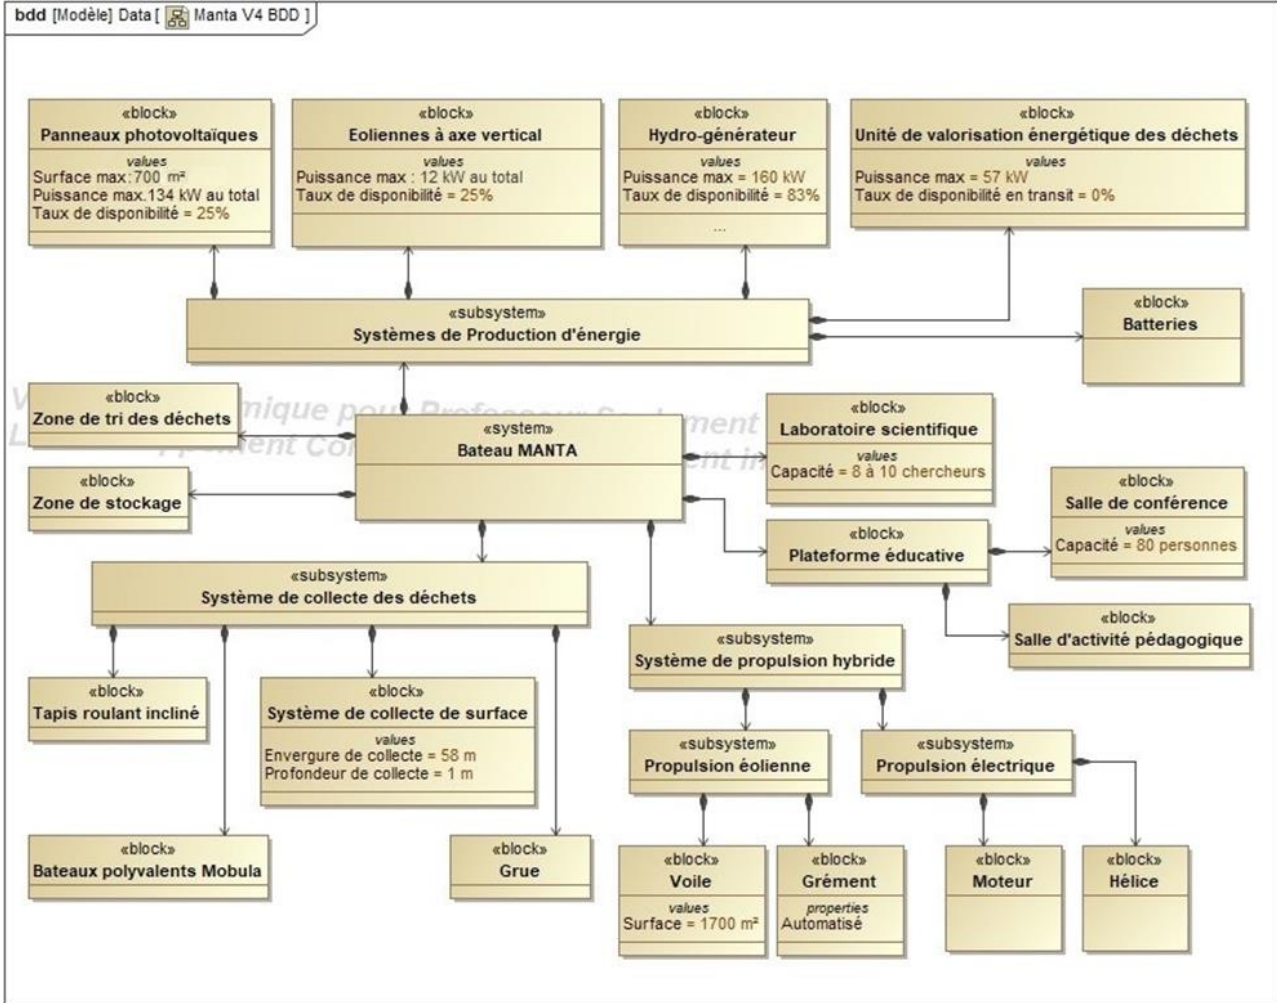 bdd [Modèle] Data [ Manta V4 BDD ]
«block»
Panneaux photovoltaïques
values
Surface max:700 m²
Puissance max.134 kW au total
Taux de disponibilité = 25%
«block»
Eoliennes à axe vertical
values
Puissance max : 12 kW au total
Taux de disponibilité = 25%
«block»
Hydro-générateur
values
Puissance max = 160 kW
Taux de disponibilité = 83%
...
«block»
Unité de valorisation énergétique des déchets
values
Puissance max = 57 kW
Taux de disponibilité en transit = 0%
«subsystem»
Systèmes de Production d'énergie
«block»
Batteries
«block»
Zone de tri des déchets
«system»
Bateau MANTA
«block»
Laboratoire scientifique
values
Capacité = 8 à 10 chercheurs
«block»
Zone de stockage
«block»
Plateforme éducative
«block»
Salle de conférence
values
Capacité = 80 personnes
«block»
Salle d'activité pédagogique
«subsystem»
Système de collecte des déchets
«subsystem»
Système de propulsion hybride
«block»
Tapis roulant incliné
«block»
Système de collecte de surface
values
Envergure de collecte = 58 m
Profondeur de collecte = 1 m
«subsystem»
Propulsion éolienne
«subsystem»
Propulsion électrique
«block»
Bateaux polyvalents Mobula
«block»
Grue
«block»
Voile
values
Surface = 1700 m²
«block»
Grément
properties
Automatisé
«block»
Moteur
«block»
Hélice